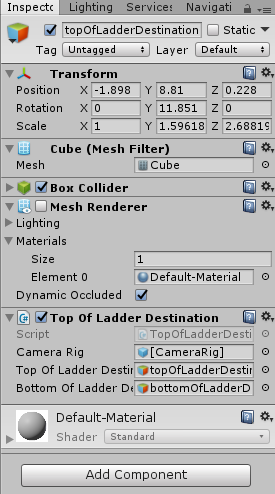 Inspecto
Lighting
Services
Navigati
topOfLadderDestination
Static
Tag Untagged Layer Default
Transform
Position X -1.898 Y 8.81 Z 0.228
Rotation X 0 Y 11.851 Z 0
Scale X 1 Y 1.59618 Z 2.68819
Cube (Mesh Filter)
Mesh Cube
Box Collider
Mesh Renderer
Lighting
Materials
Size 1
Element 0 Default-Material
Dynamic Occluded
Top Of Ladder Destination
Script TopOfLadderDesti
Camera Rig [CameraRig]
Top Of Ladder Destin topOfLadderDestin
Bottom Of Ladder De bottomOfLadderD
Default-Material
Shader Standard
Add Component